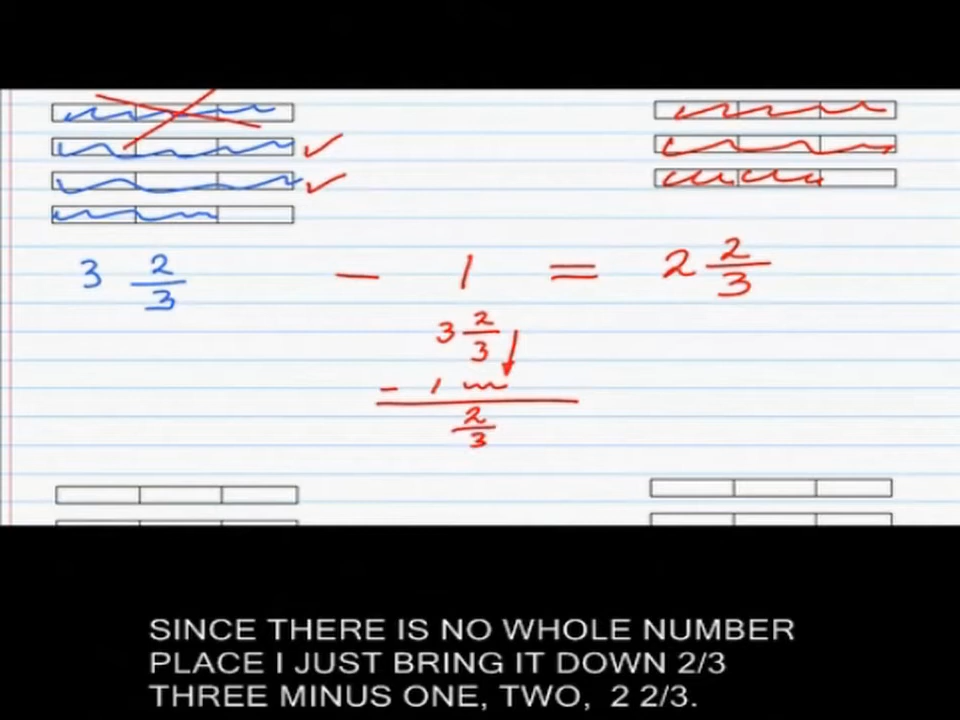 3 2/3 - 1 = 2 2/3
3 2/3
- 1
2/3
SINCE THERE IS NO WHOLE NUMBER
PLACE I JUST BRING IT DOWN 2/3
THREE MINUS ONE, TWO,  2 2/3.